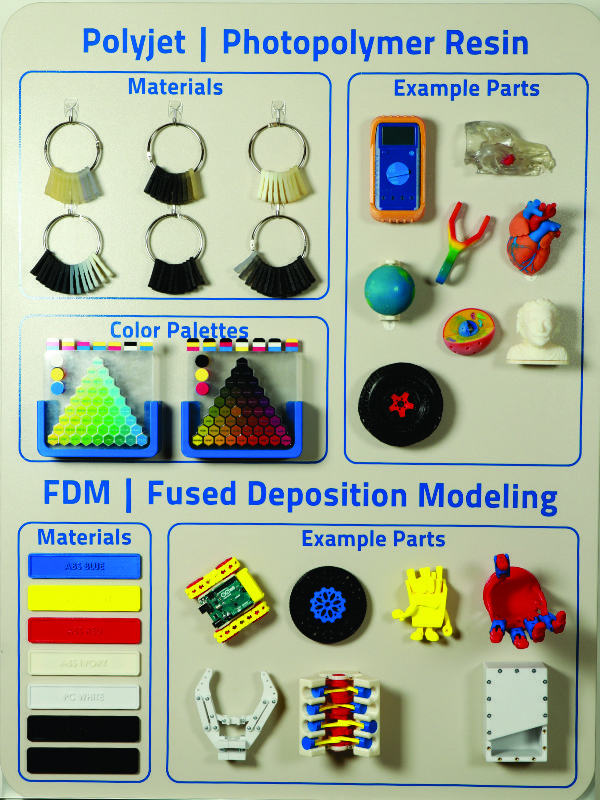 Polyjet | Photopolymer Resin
Materials
Example Parts
Color Palettes
FDM | Fused Deposition Modeling
Materials
Example Parts
ABS BLUE
ABS IVORY
PC WHITE